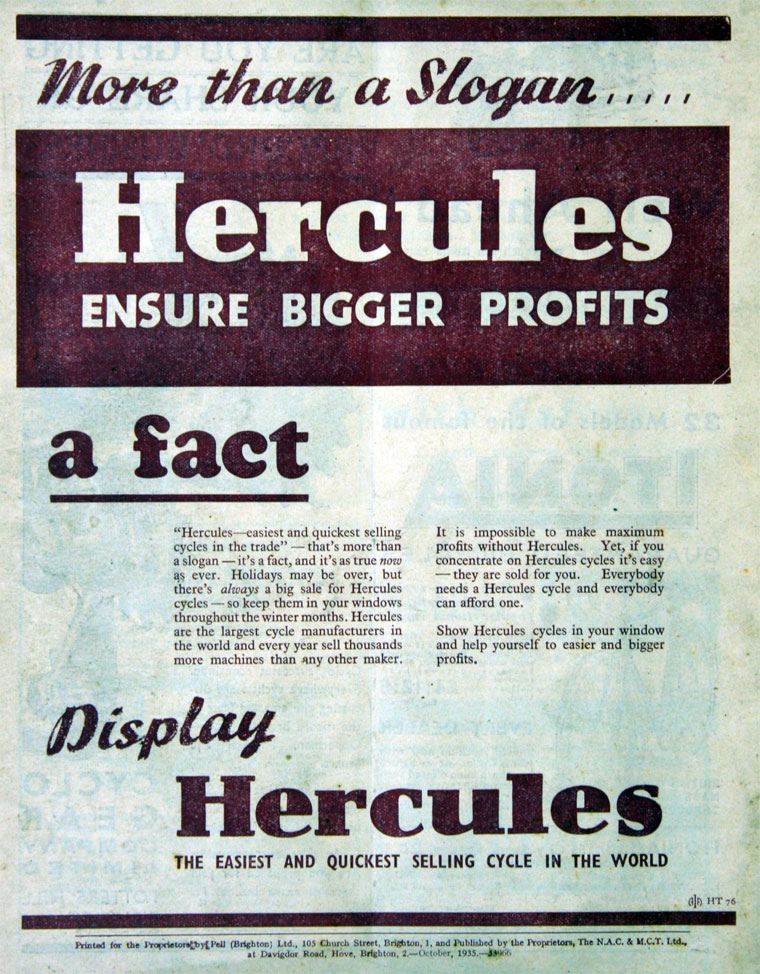 More than a Slogan.....
Hercules
ENSURE BIGGER PROFITS
a fact
“Hercules—easiest and quickest selling
cycles in the trade” — that's more than
a slogan — it's a fact, and it's as true now
as ever. Holidays may be over, but
there's always a big sale for Hercules
cycles — so keep them in your windows
throughout the winter months. Hercules
are the largest cycle manufacturers in
the world and every year sell thousands
more machines than any other maker.
It is impossible to make maximum
profits without Hercules. Yet, if you
concentrate on Hercules cycles it's easy
— they are sold for you. Everybody
needs a Hercules cycle and everybody
can afford one.
Show Hercules cycles in your window
and help yourself to easier and bigger
profits.
Display
Hercules
THE EASIEST AND QUICKEST SELLING CYCLE IN THE WORLD
HT 76
Printed for the Proprietors by Pell (Brighton) Ltd., 105 Church Street, Brighton, 1, and Published by the Proprietors, The N.A.C. & M.C.T. Ltd.,
at Davigdor Road, Hove, Brighton, 2.—October, 1935.—